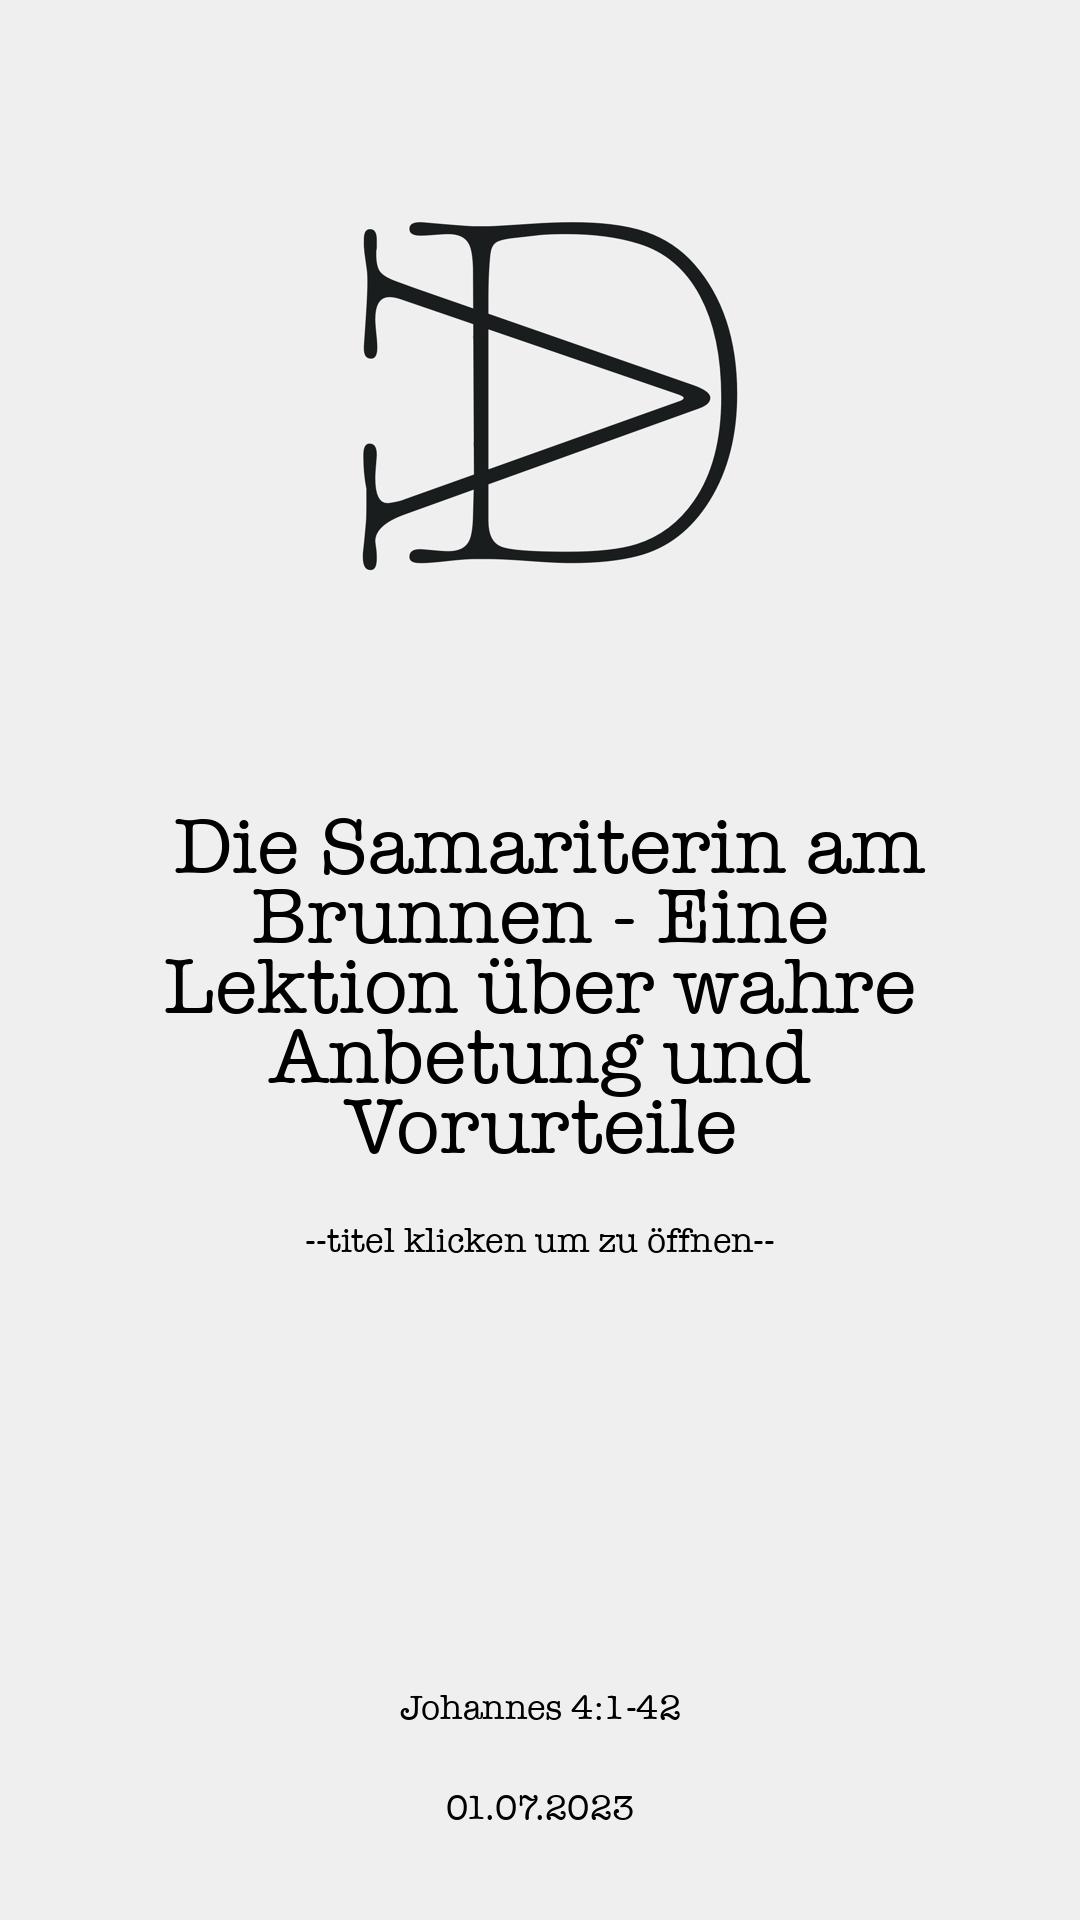 Die Samariterin am
Brunnen - Eine
Lektion über wahre
Anbetung und
Vorurteile
--titel klicken um zu öffnen--
Johannes 4:1-42
01.07.2023